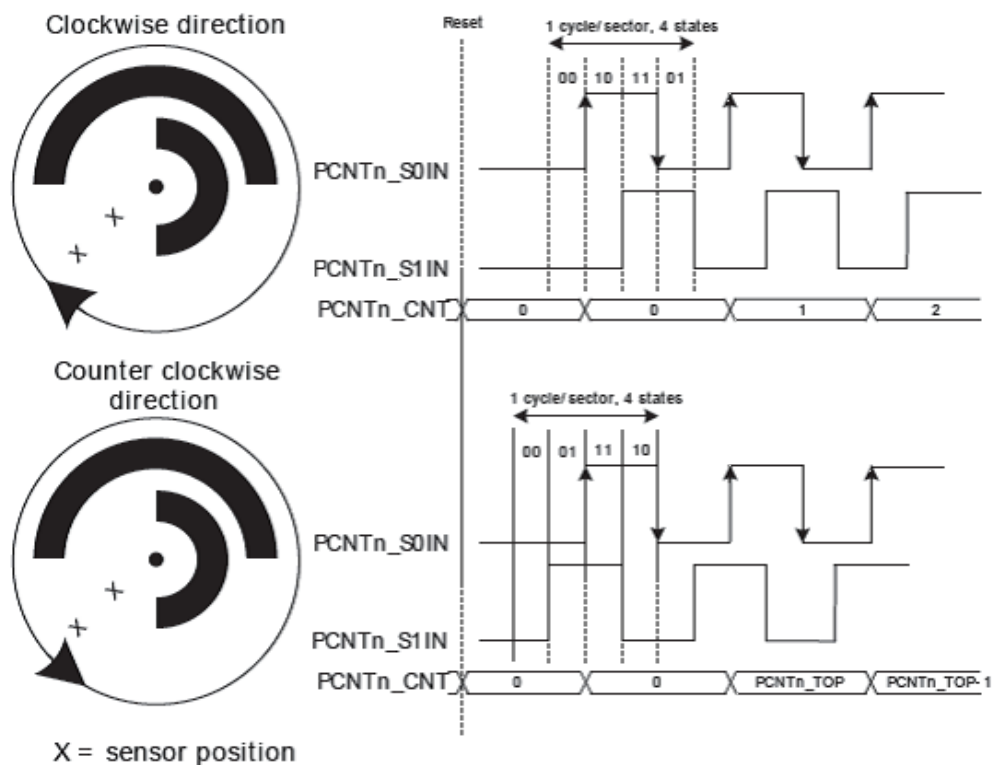 Clockwise direction
Reset
1 cycle/sector, 4 states
00 10 11 01
PCNTn_S0IN
PCNTn_S1IN
PCNTn_CNT 0 0 1 2
Counter clockwise
direction
1 cycle/sector, 4 states
00 01 11 10
PCNTn_S0IN
PCNTn_S1IN
PCNTn_CNT 0 0 PCNTn_TOP PCNTn_TOP-1
X = sensor position